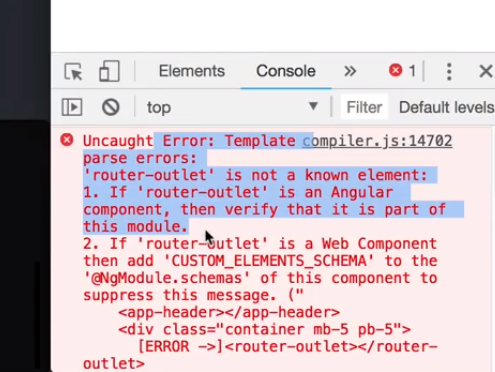 Elements Console » 1
top Filter Default levels
Uncaught Error: Template compiler.js:14702
parse errors:
'router-outlet' is not a known element:
1. If 'router-outlet' is an Angular
component, then verify that it is part of
this module.
2. If 'router-outlet' is a Web Component
then add 'CUSTOM_ELEMENTS_SCHEMA' to the
'@NgModule.schemas' of this component to
suppress this message. ("
<app-header></app-header>
<div class="container mb-5 pb-5">
[ERROR ->]<router-outlet></router-
outlet>